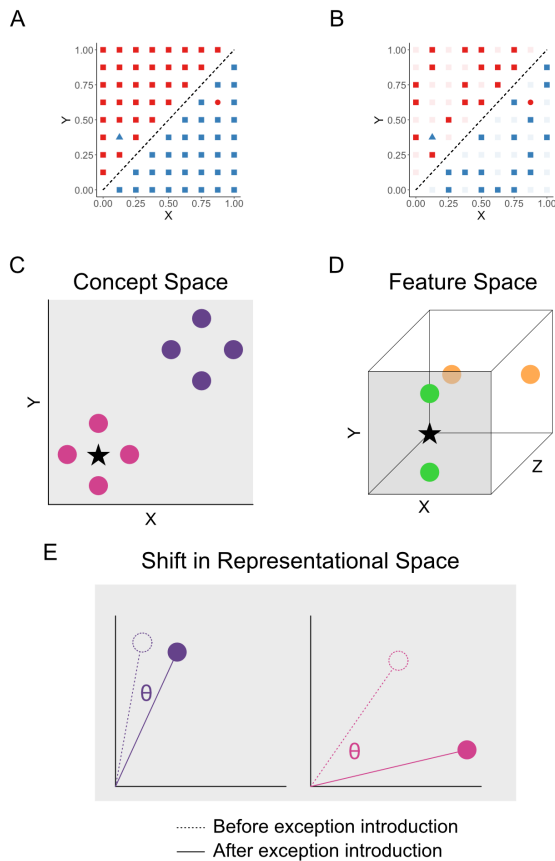 A
B
1.00
0.75
0.50
0.25
0.00
Y
0.00 0.25 0.50 0.75 1.00
X
1.00
0.75
0.50
0.25
0.00
Y
0.00 0.25 0.50 0.75 1.00
X
C
Concept Space
Y
X
D
Feature Space
Y
X
Z
E
Shift in Representational Space
θ
θ
Before exception introduction
After exception introduction